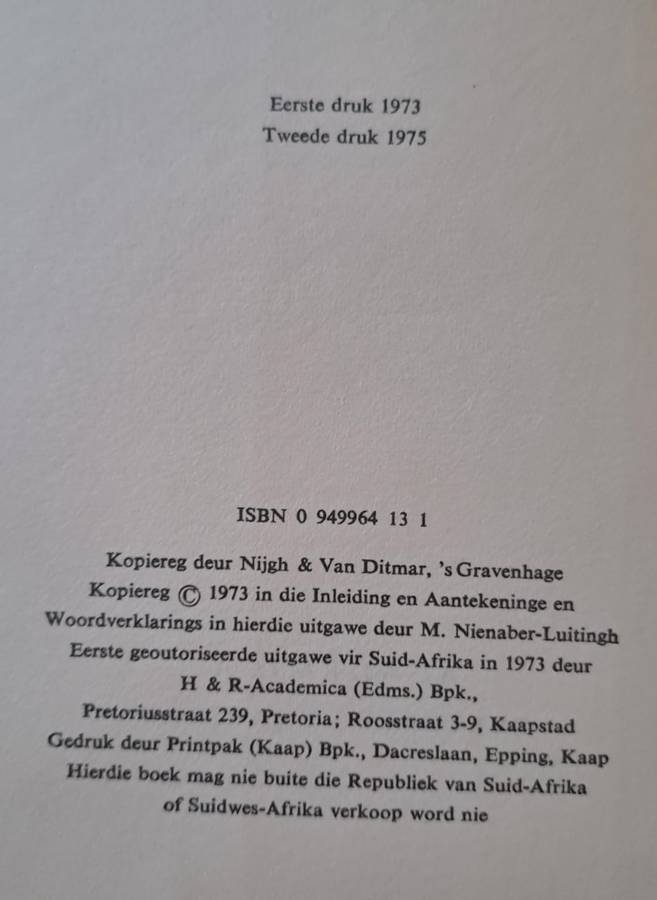 Eerste druk 1973
Tweede druk 1975
ISBN 0 949964 13 1
Kopiereg deur Nijgh & Van Ditmar, 's Gravenhage
Kopiereg © 1973 in die Inleiding en Aantekeninge en
Woordverklarings in hierdie uitgawe deur M. Nienaber-Luitingh
Eerste geoutoriseerde uitgawe vir Suid-Afrika in 1973 deur
H & R-Academica (Edms.) Bpk.,
Pretoriusstraat 239, Pretoria; Roosstraat 3-9, Kaapstad
Gedruk deur Printpak (Kaap) Bpk., Dacreslaan, Epping, Kaap
Hierdie boek mag nie buite die Republiek van Suid-Afrika
of Suidwes-Afrika verkoop word nie